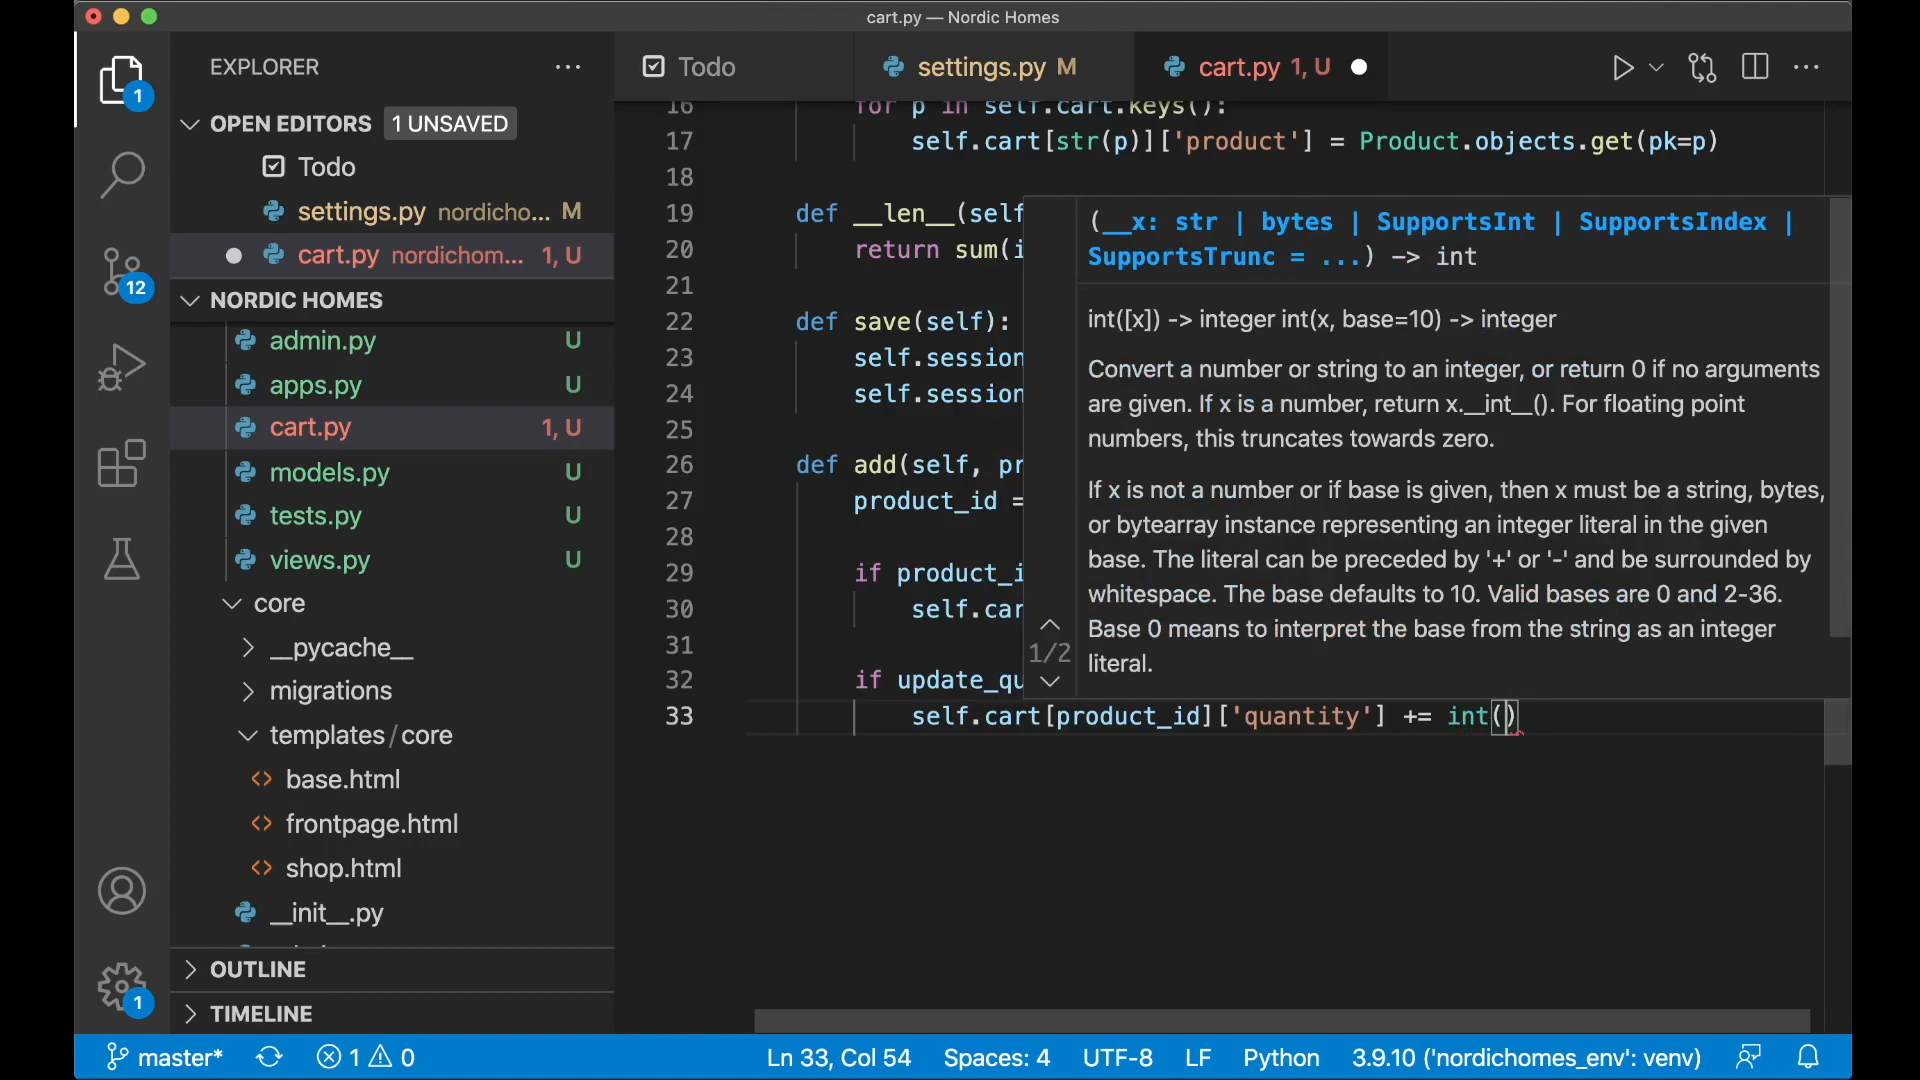 cart.py — Nordic Homes
EXPLORER
Todo
settings.py M
cart.py 1, U
OPEN EDITORS 1 UNSAVED
Todo
settings.py nordicho... M
cart.py nordichom... 1, U
NORDIC HOMES
admin.py U
apps.py U
cart.py 1, U
models.py U
tests.py U
views.py U
core
__pycache__
migrations
templates/core
base.html
frontpage.html
shop.html
__init__.py
OUTLINE
TIMELINE
1
12
1
16 for p in self.cart.keys():
17 self.cart[str(p)]['product'] = Product.objects.get(pk=p)
18
19 def __len__(self
20 return sum(i
21
22 def save(self):
23 self.session
24 self.session
25
26 def add(self, pr
27 product_id =
28
29 if product_i
30 self.car
31
32 if update_qu
33 self.cart[product_id]['quantity'] += int()
(__x: str | bytes | SupportsInt | SupportsIndex |
SupportsTrunc = ...) -> int
int([x]) -> integer int(x, base=10) -> integer
Convert a number or string to an integer, or return 0 if no arguments
are given. If x is a number, return x.__int__(). For floating point
numbers, this truncates towards zero.
If x is not a number or if base is given, then x must be a string, bytes,
or bytearray instance representing an integer literal in the given
base. The literal can be preceded by '+' or '-' and be surrounded by
whitespace. The base defaults to 10. Valid bases are 0 and 2-36.
Base 0 means to interpret the base from the string as an integer
literal.
1/2
master* 1 0 Ln 33, Col 54 Spaces: 4 UTF-8 LF Python 3.9.10 ('nordichomes_env': venv)